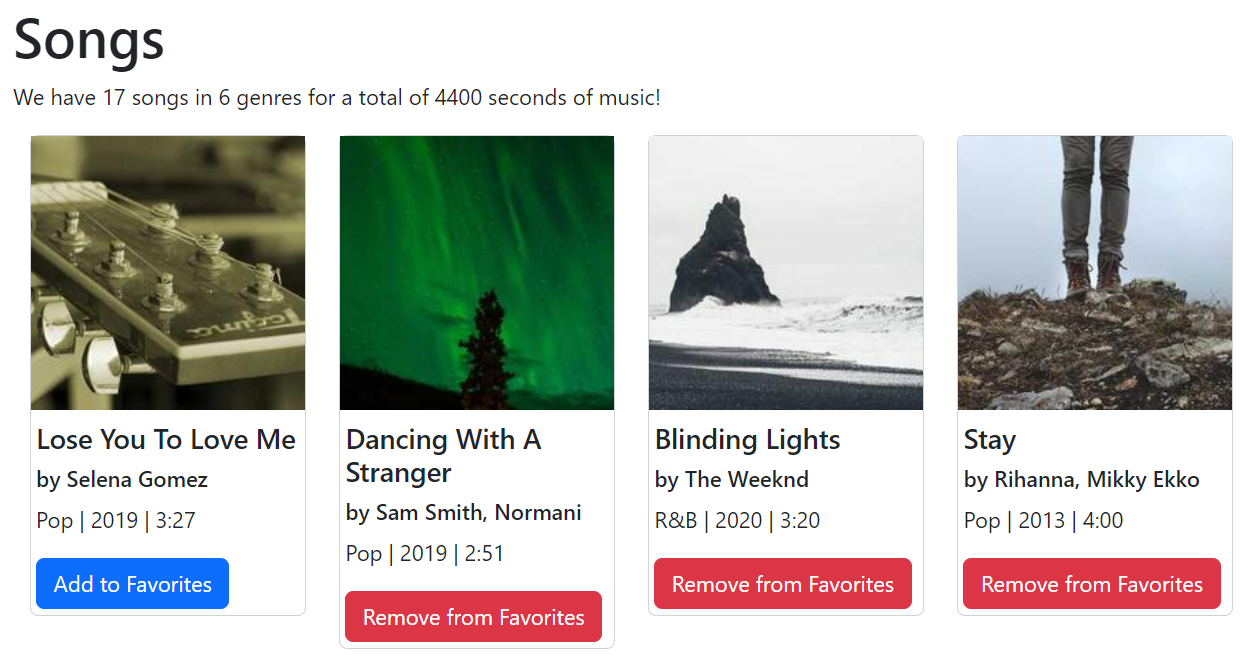 Songs
We have 17 songs in 6 genres for a total of 4400 seconds of music!
Lose You To Love Me
by Selena Gomez
Pop | 2019 | 3:27
Add to Favorites
Dancing With A
Stranger
by Sam Smith, Normani
Pop | 2019 | 2:51
Remove from Favorites
Blinding Lights
by The Weeknd
R&B | 2020 | 3:20
Remove from Favorites
Stay
by Rihanna, Mikky Ekko
Pop | 2013 | 4:00
Remove from Favorites